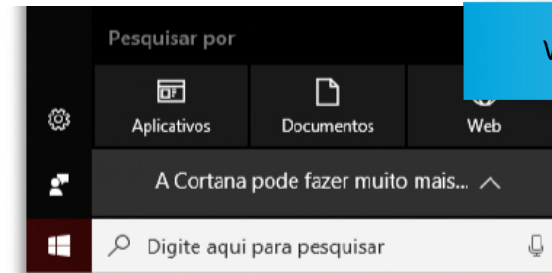 Pesquisar por
Aplicativos Documentos Web
A Cortana pode fazer muito mais...
Digite aqui para pesquisar